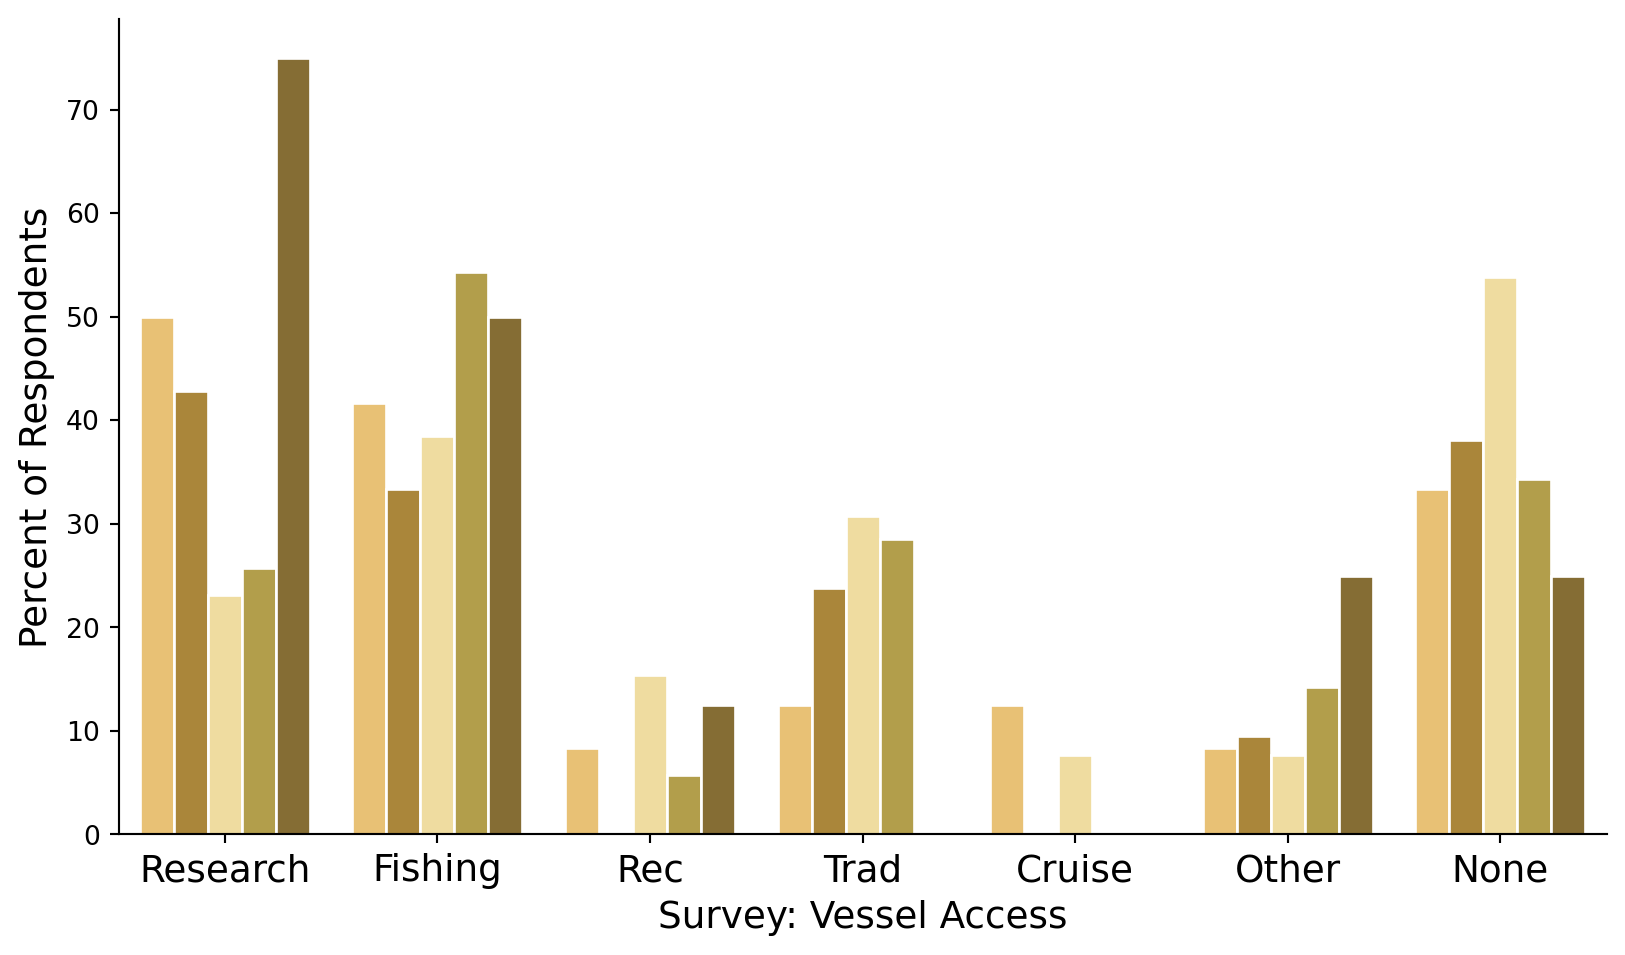 Percent of Respondents
70
60
50
40
30
20
10
0
Research Fishing Rec Trad Cruise Other None
Survey: Vessel Access